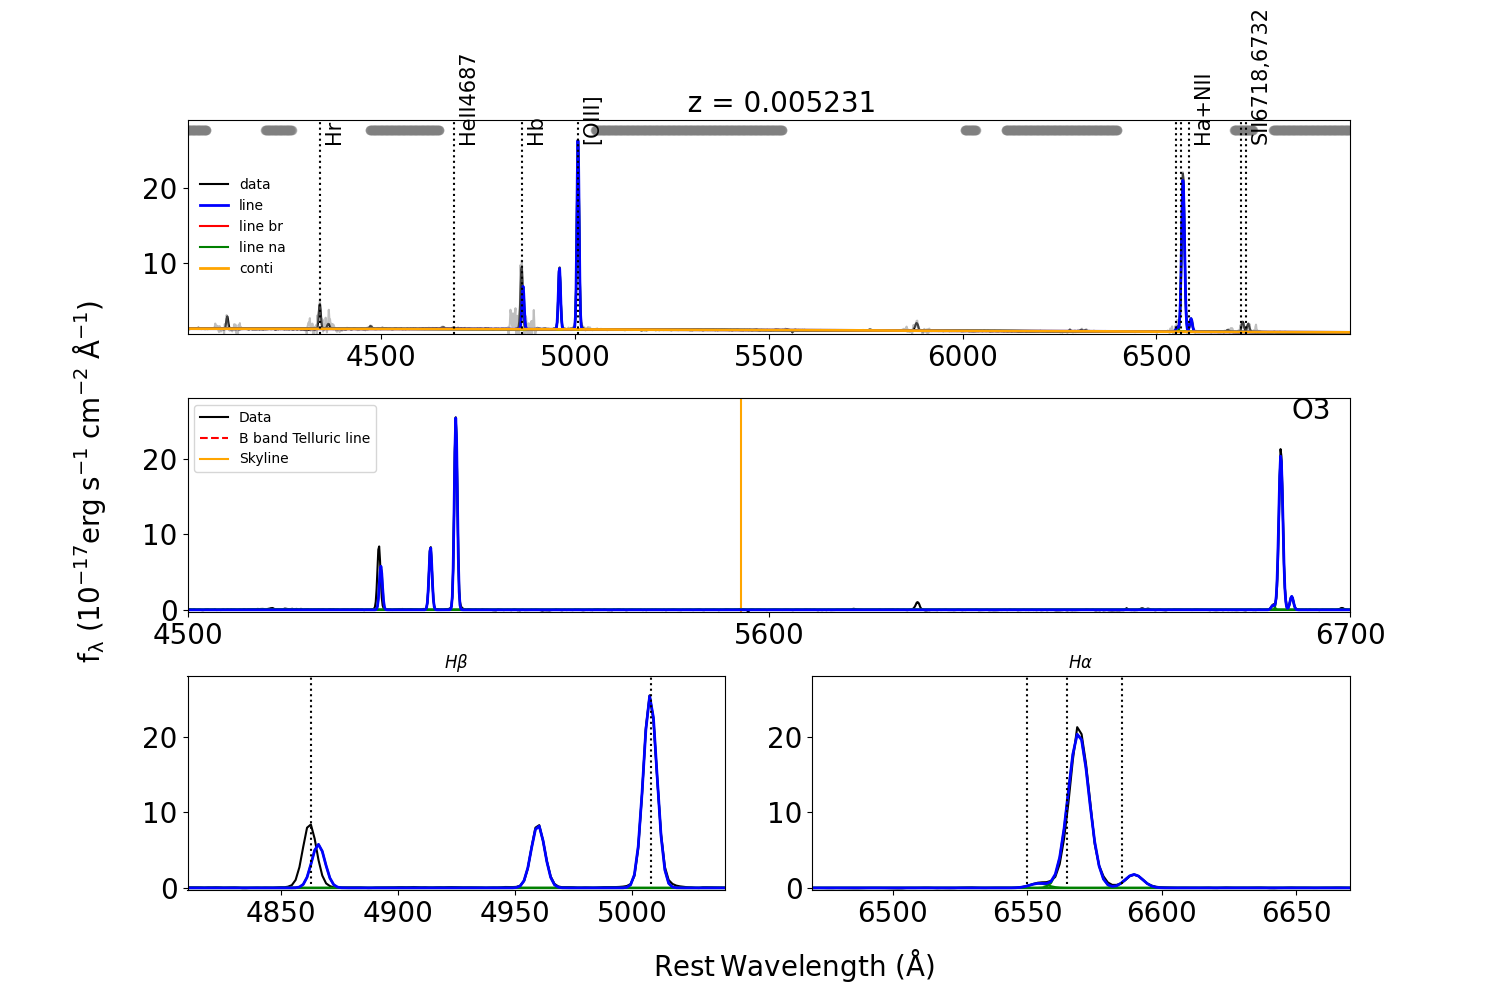 z = 0.005231
Hr
HeII4687
Hb
[OIII]
Ha+NII
SII6718,6732
data
line
line br
line na
conti
20
10
4500 5000 5500 6000 6500
O3
Data
B band Telluric line
Skyline
20
10
0
4500 5600 6700
fλ (10⁻¹⁷erg s⁻¹ cm⁻² Å⁻¹)
Hβ
20
10
0
4850 4900 4950 5000
Hα
20
10
0
6500 6550 6600 6650
Rest Wavelength (Å)